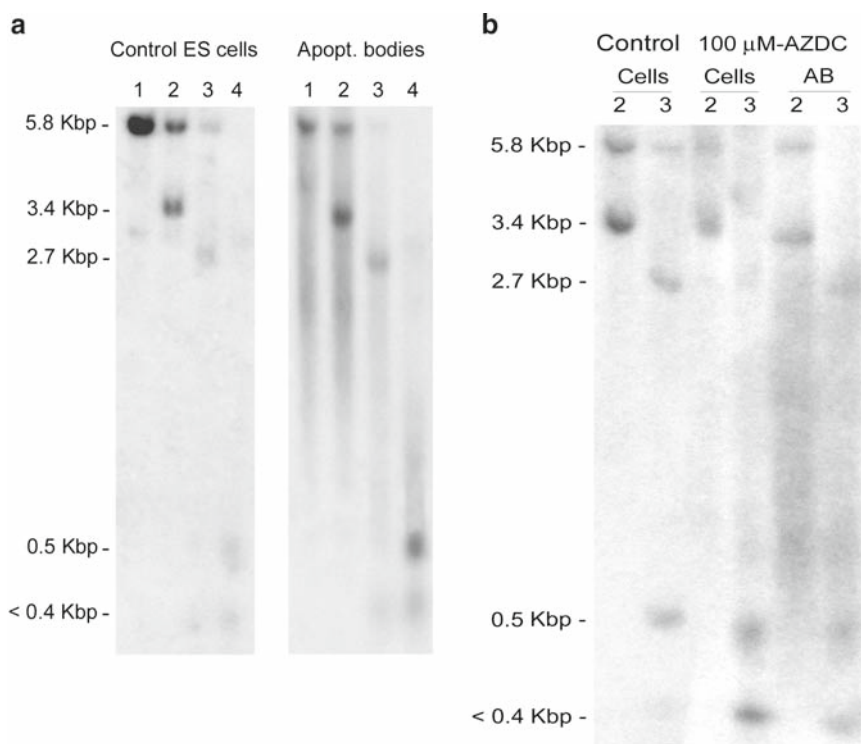 a
Control ES cells
Apopt. bodies
1 2 3 4
1 2 3 4
5.8 Kbp -
3.4 Kbp -
2.7 Kbp -
0.5 Kbp -
< 0.4 Kbp -
b
Control 100 µM-AZDC
Cells Cells AB
2 3 2 3 2 3
5.8 Kbp -
3.4 Kbp -
2.7 Kbp -
0.5 Kbp -
< 0.4 Kbp -